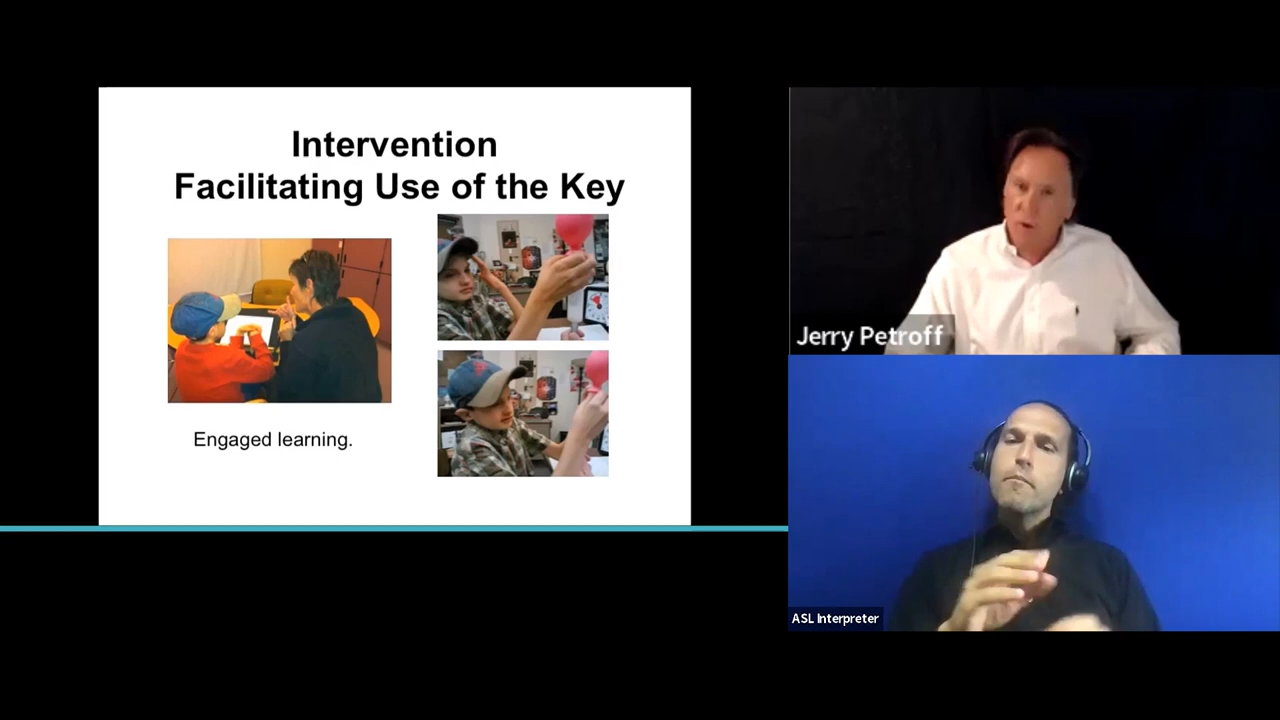 Intervention
Facilitating Use of the Key
Engaged learning.
Jerry Petroff
ASL Interpreter